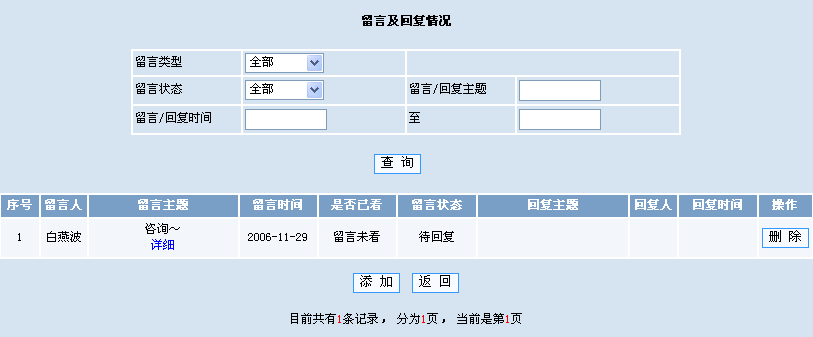 留言及回复情况
留言类型 全部
留言状态 全部 留言/回复主题
留言/回复时间 至
查 询
序号 留言人 留言主题 留言时间 是否已看 留言状态 回复主题 回复人 回复时间 操作
1 白燕波 咨询～ 2006-11-29 留言未看 待回复 删 除
详细
添 加 返 回
目前共有1条记录， 分为1页， 当前是第1页